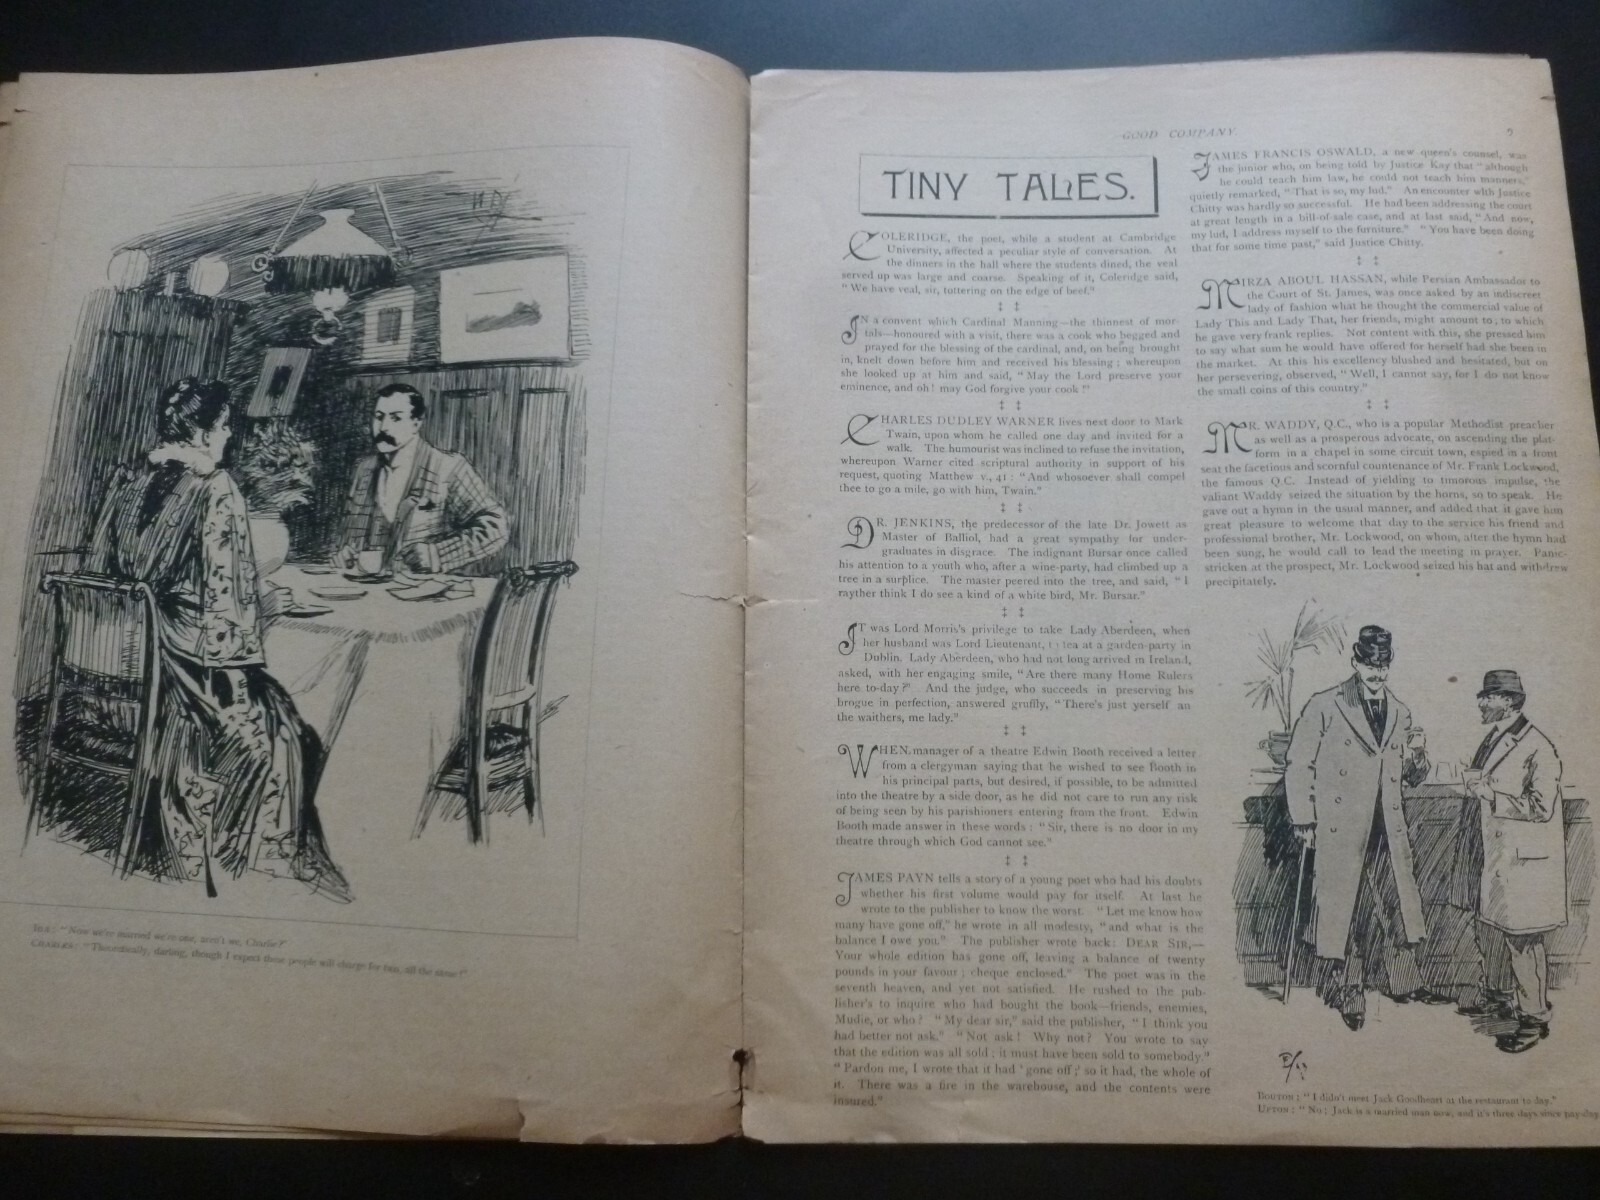 IDA: "Now we're married we're one, aren't we, Charlie?"
CHARLES: "Theoretically, darling, though I expect these people will charge for two, all the same!"
GOOD COMPANY
TINY TALES.
COLERIDGE, the poet, while a student at Cambridge
University, affected a peculiar style of conversation. At
the dinners in the hall where the students dined, the veal
served up was large and coarse. Speaking of it, Coleridge said,
"We have veal, sir, tottering on the edge of beef."
IN a convent which Cardinal Manning—the thinnest of mor-
tals—honoured with a visit, there was a cook who begged and
prayed for the blessing of the cardinal, and, on being brought
in, knelt down before him and received his blessing; whereupon
she looked up at him and said, "May the Lord preserve your
eminence, and oh! may God forgive your cook!"
CHARLES DUDLEY WARNER lives next door to Mark
Twain, upon whom he called one day and invited for a
walk. The humourist was inclined to refuse the invitation,
whereupon Warner cited scriptural authority in support of his
request, quoting Matthew v., 41: "And whosoever shall compel
thee to go a mile, go with him, Twain."
DR. JENKINS, the predecessor of the late Dr. Jowett as
Master of Balliol, had a great sympathy for under-
graduates in disgrace. The indignant Bursar once called
his attention to a youth who, after a wine-party, had climbed up a
tree in a surplice. The master peered into the tree, and said, "I
rayther think I do see a kind of a white bird, Mr. Bursar."
IT was Lord Morris's privilege to take Lady Aberdeen, when
her husband was Lord Lieutenant, to tea at a garden-party in
Dublin. Lady Aberdeen, who had not long arrived in Ireland,
asked, with her engaging smile, "Are there many Home Rulers
here to-day?" And the judge, who succeeds in preserving his
brogue in perfection, answered gruffly, "There's just yerself an
the waithers, me lady."
WHEN manager of a theatre Edwin Booth received a letter
from a clergyman saying that he wished to see Booth in
his principal parts, but desired, if possible, to be admitted
into the theatre by a side door, as he did not care to run any risk
of being seen by his parishioners entering from the front. Edwin
Booth made answer in these words: "Sir, there is no door in my
theatre through which God cannot see."
JAMES PAYN tells a story of a young poet who had his doubts
whether his first volume would pay for itself. At last he
wrote to the publisher to know the worst. "Let me know how
many have gone off," he wrote in all modesty, "and what is the
balance I owe you." The publisher wrote back: DEAR SIR,—
Your whole edition has gone off, leaving a balance of twenty
pounds in your favour; cheque enclosed." The poet was in the
seventh heaven, and yet not satisfied. He rushed to the pub-
lisher's to inquire who had bought the book—friends, enemies,
Mudie, or who? "My dear sir," said the publisher, "I think you
had better not ask." "Not ask! Why not? You wrote to say
that the edition was all sold; it must have been sold to somebody."
"Pardon me, I wrote that it had 'gone off;' so it had, the whole of
it. There was a fire in the warehouse, and the contents were
insured."
JAMES FRANCIS OSWALD, a new queen's counsel, was
the junior who, on being told by Justice Kay that "although
he could teach him law, he could not teach him manners,"
quietly remarked, "That is so, my lud." An encounter with Justice
Chitty was hardly so successful. He had been addressing the court
at great length in a bill-of-sale case, and at last said, "And now,
my lud, I address myself to the furniture." "You have been doing
that for some time past," said Justice Chitty.
MIRZA ABOUL HASSAN, while Persian Ambassador to
the Court of St. James, was once asked by an indiscreet
lady of fashion what he thought the commercial value of
Lady This and Lady That, her friends, might amount to; to which
he gave very frank replies. Not content with this, she pressed him
to say what sum he would have offered for herself had she been in
the market. At this his excellency blushed and hesitated, but on
her persevering, observed, "Well, I cannot say, for I do not know
the small coins of this country."
MR. WADDY, Q.C., who is a popular Methodist preacher
as well as a prosperous advocate, on ascending the plat-
form in a chapel in some circuit town, espied in a front
seat the facetious and scornful countenance of Mr. Frank Lockwood,
the famous Q.C. Instead of yielding to timorous impulse, the
valiant Waddy seized the situation by the horns, so to speak. He
gave out a hymn in the usual manner, and added that it gave him
great pleasure to welcome that day to the service his friend and
professional brother, Mr. Lockwood, on whom, after the hymn had
been sung, he would call to lead the meeting in prayer. Panic-
stricken at the prospect, Mr. Lockwood seized his hat and withdrew
precipitately.
BOUTON: "I didn't meet Jack Goodheart at the restaurant to-day."
UPTON: "No; Jack is a married man now, and it's three days since pay-day